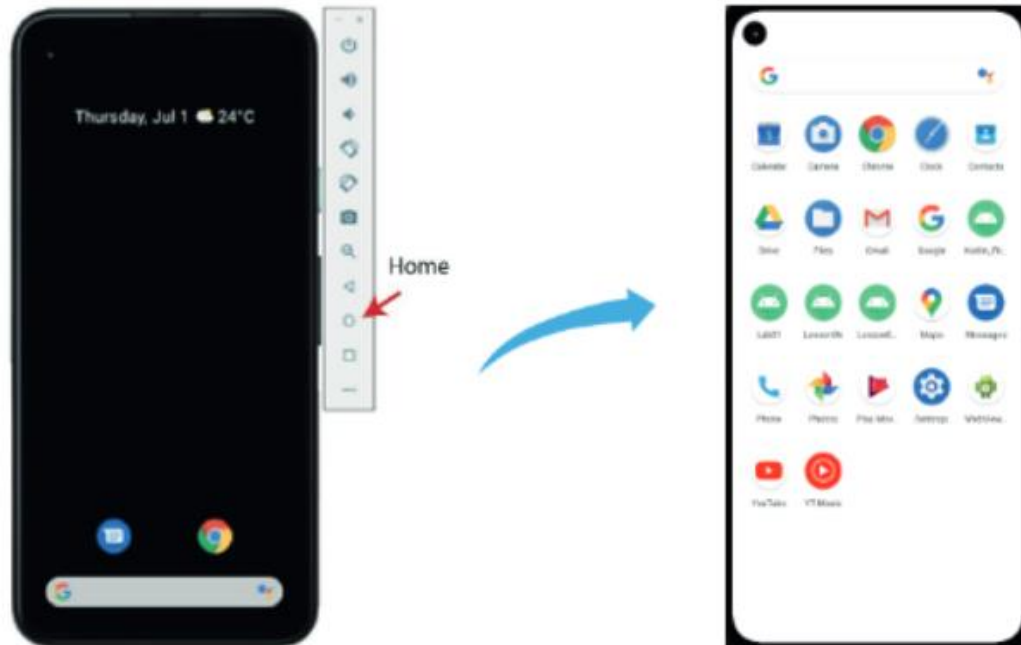 Thursday, Jul 1 24°C
Home
Calendar Camera Chrome Clock Contacts
Drive Files Gmail Google
Lab01 Maps Messages
Phone Photos Settings
YouTube YT Music